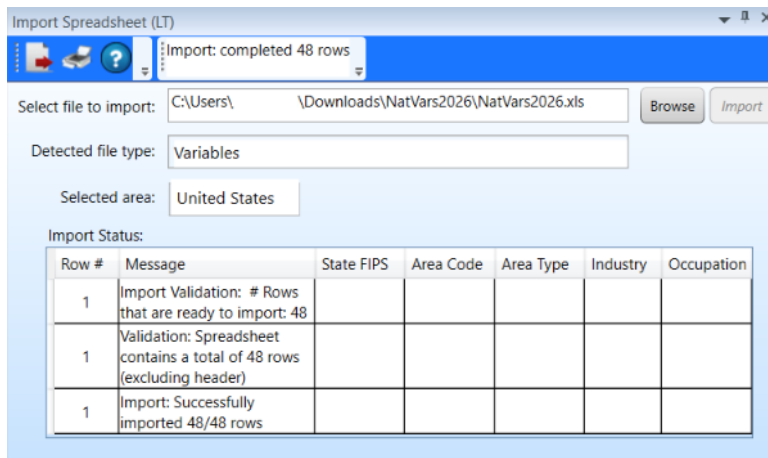 Import Spreadsheet (LT)
Import: completed 48 rows
Select file to import: C:\Users\ \Downloads\NatVars2026\NatVars2026.xls Browse Import
Detected file type: Variables
Selected area: United States
Import Status:
Row # Message State FIPS Area Code Area Type Industry Occupation
1 Import Validation: # Rows
that are ready to import: 48
1 Validation: Spreadsheet
contains a total of 48 rows
(excluding header)
1 Import: Successfully
imported 48/48 rows